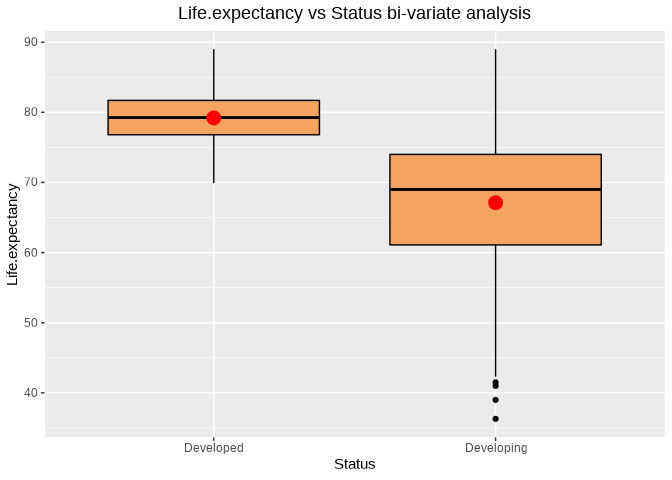 Life.expectancy vs Status bi-variate analysis
90
80
70
60
50
40
Life.expectancy
Developed
Developing
Status